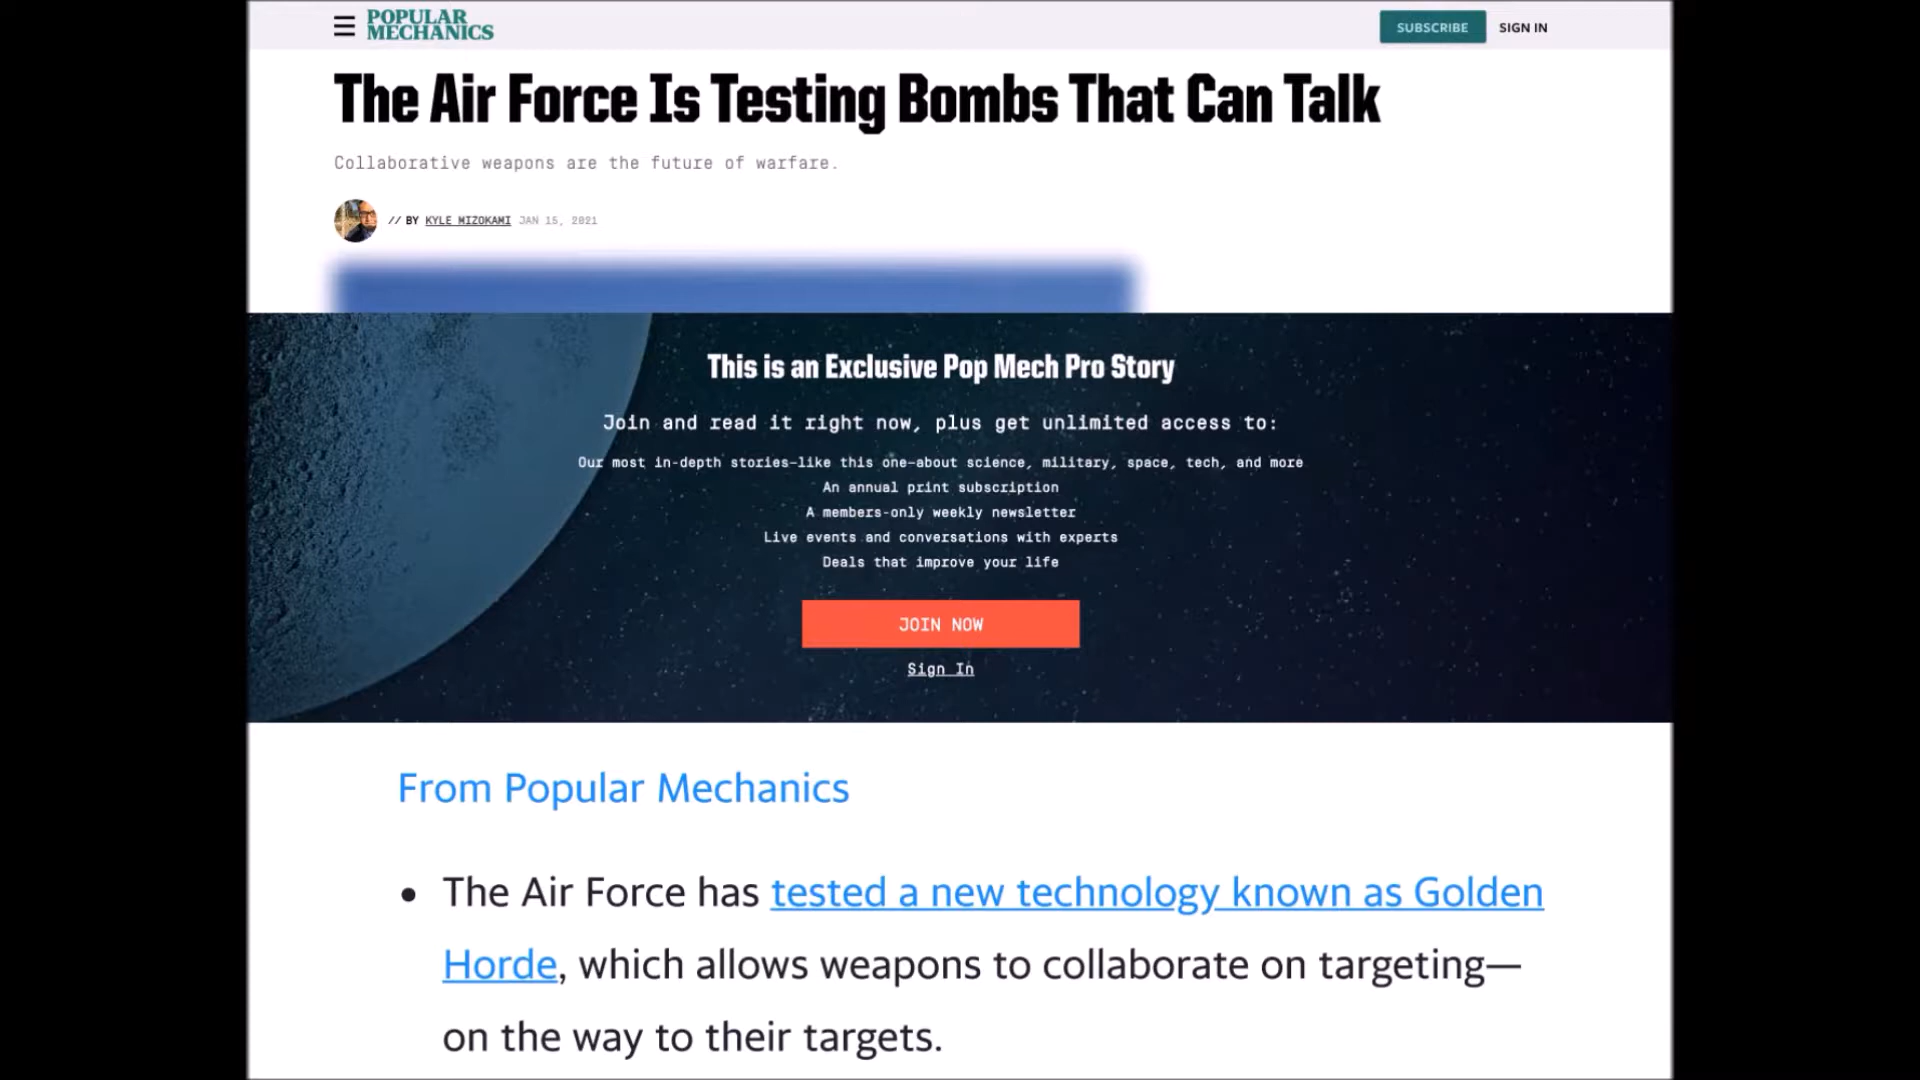 POPULAR
MECHANICS
SUBSCRIBE
SIGN IN
The Air Force Is Testing Bombs That Can Talk
Collaborative weapons are the future of warfare.
// BY KYLE MIZOKAMI JAN 15, 2021
This is an Exclusive Pop Mech Pro Story
Join and read it right now, plus get unlimited access to:
Our most in-depth stories—like this one—about science, military, space, tech, and more
An annual print subscription
A members-only weekly newsletter
Live events and conversations with experts
Deals that improve your life
JOIN NOW
Sign In
From Popular Mechanics
• The Air Force has tested a new technology known as Golden
Horde, which allows weapons to collaborate on targeting—
on the way to their targets.